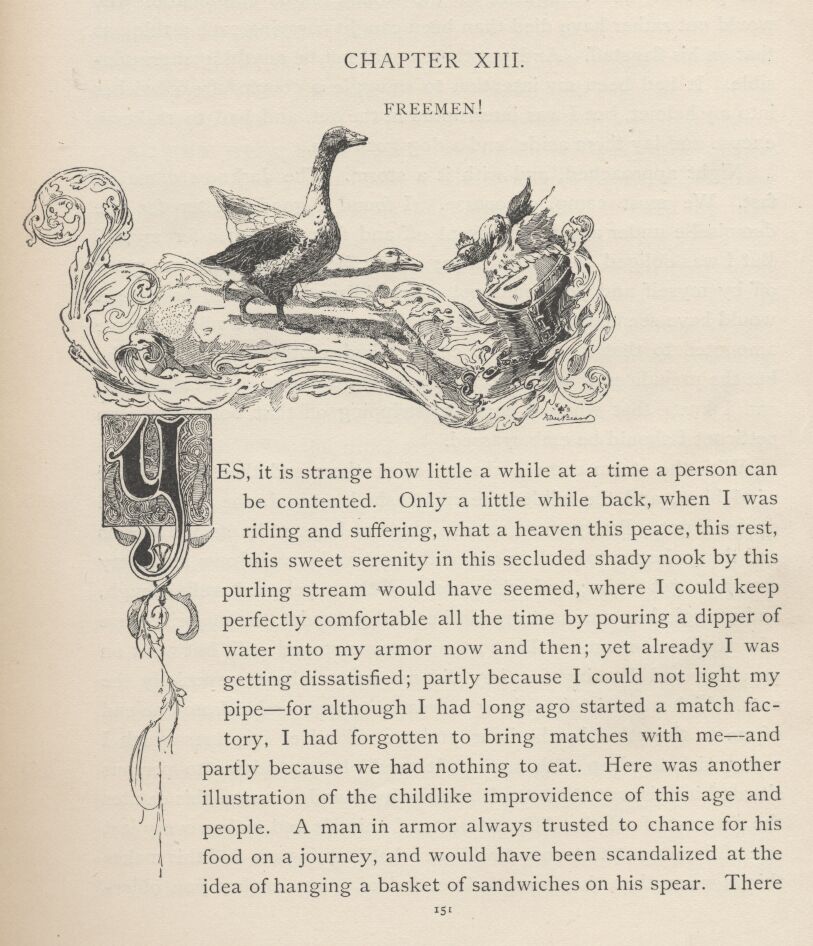 CHAPTER XIII.
FREEMEN!
Dan Beard
YES, it is strange how little a while at a time a person can
be contented. Only a little while back, when I was
riding and suffering, what a heaven this peace, this rest,
this sweet serenity in this secluded shady nook by this
purling stream would have seemed, where I could keep
perfectly comfortable all the time by pouring a dipper of
water into my armor now and then; yet already I was
getting dissatisfied; partly because I could not light my
pipe—for although I had long ago started a match fac-
tory, I had forgotten to bring matches with me—and
partly because we had nothing to eat. Here was another
illustration of the childlike improvidence of this age and
people. A man in armor always trusted to chance for his
food on a journey, and would have been scandalized at the
idea of hanging a basket of sandwiches on his spear. There
151